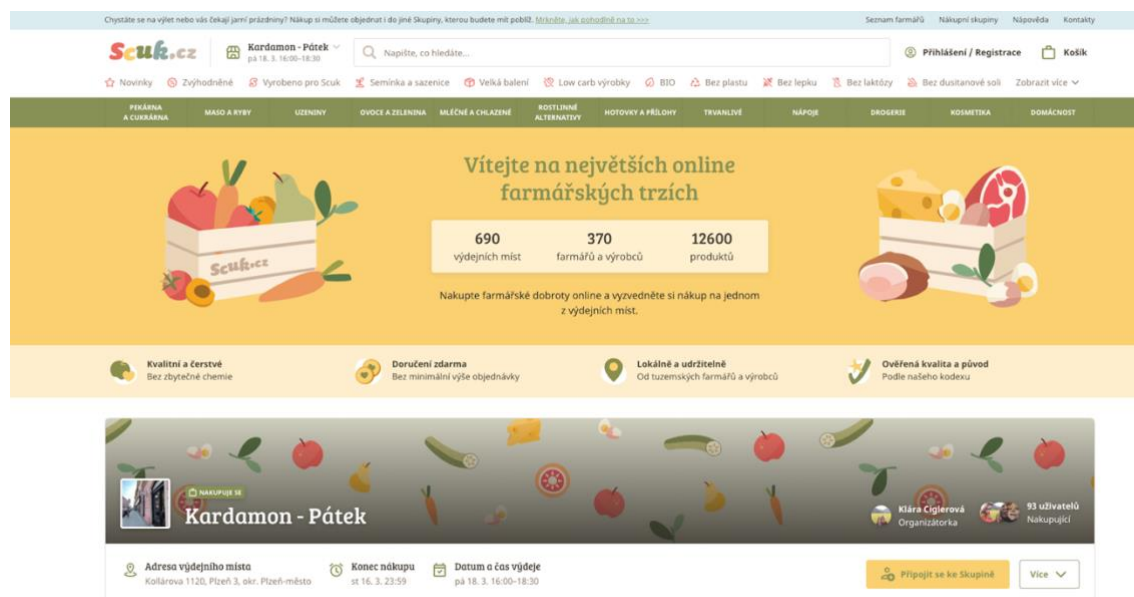 Chystáte se na výlet nebo vás čekají jarní prázdniny? Nákup si můžete objednat i do jiné Skupiny, kterou budete mít poblíž. Mrkněte, jak pohodlně na to >>>
Seznam farmářů Nákupní skupiny Nápověda Kontakty
Scuk.cz
Kardamon - Pátek
pá 18. 3. 16:00-18:30
Napište, co hledáte...
Přihlášení / Registrace
Košík
Novinky Zvýhodněné Vyrobeno pro Scuk Semínka a sazenice Velká balení Low carb výrobky BIO Bez plastu Bez lepku Bez laktózy Bez dusitanové soli Zobrazit více
PEKÁRNA A CUKRÁRNA
MASO A RYBY
UZENINY
OVOCE A ZELENINA
MLÉČNÉ A CHLAZENÉ
ROSTLINNÉ ALTERNATIVY
HOTOVKY A PŘÍLOHY
TRVANLIVÉ
NÁPOJE
DROGERIE
KOSMETIKA
DOMÁCNOST
Vítejte na největších online
farmářských trzích
690 370 12600
výdejních míst farmářů a výrobců produktů
Nakupte farmářské dobroty online a vyzvedněte si nákup na jednom
z výdejních míst.
Scuk.cz
Kvalitní a čerstvé
Bez zbytečné chemie
Doručení zdarma
Bez minimální výše objednávky
Lokálně a udržitelně
Od tuzemských farmářů a výrobců
Ověřená kvalita a původ
Podle našeho kodexu
NAKUPUJE SE
Kardamon - Pátek
Klára Ciglerová
Organizátorka
93 uživatelů
Nakupující
Adresa výdejního místa
Kollárova 1120, Plzeň 3, okr. Plzeň-město
Konec nákupu
st 16. 3. 23:59
Datum a čas výdeje
pá 18. 3. 16:00-18:30
Připojit se ke Skupině
Více